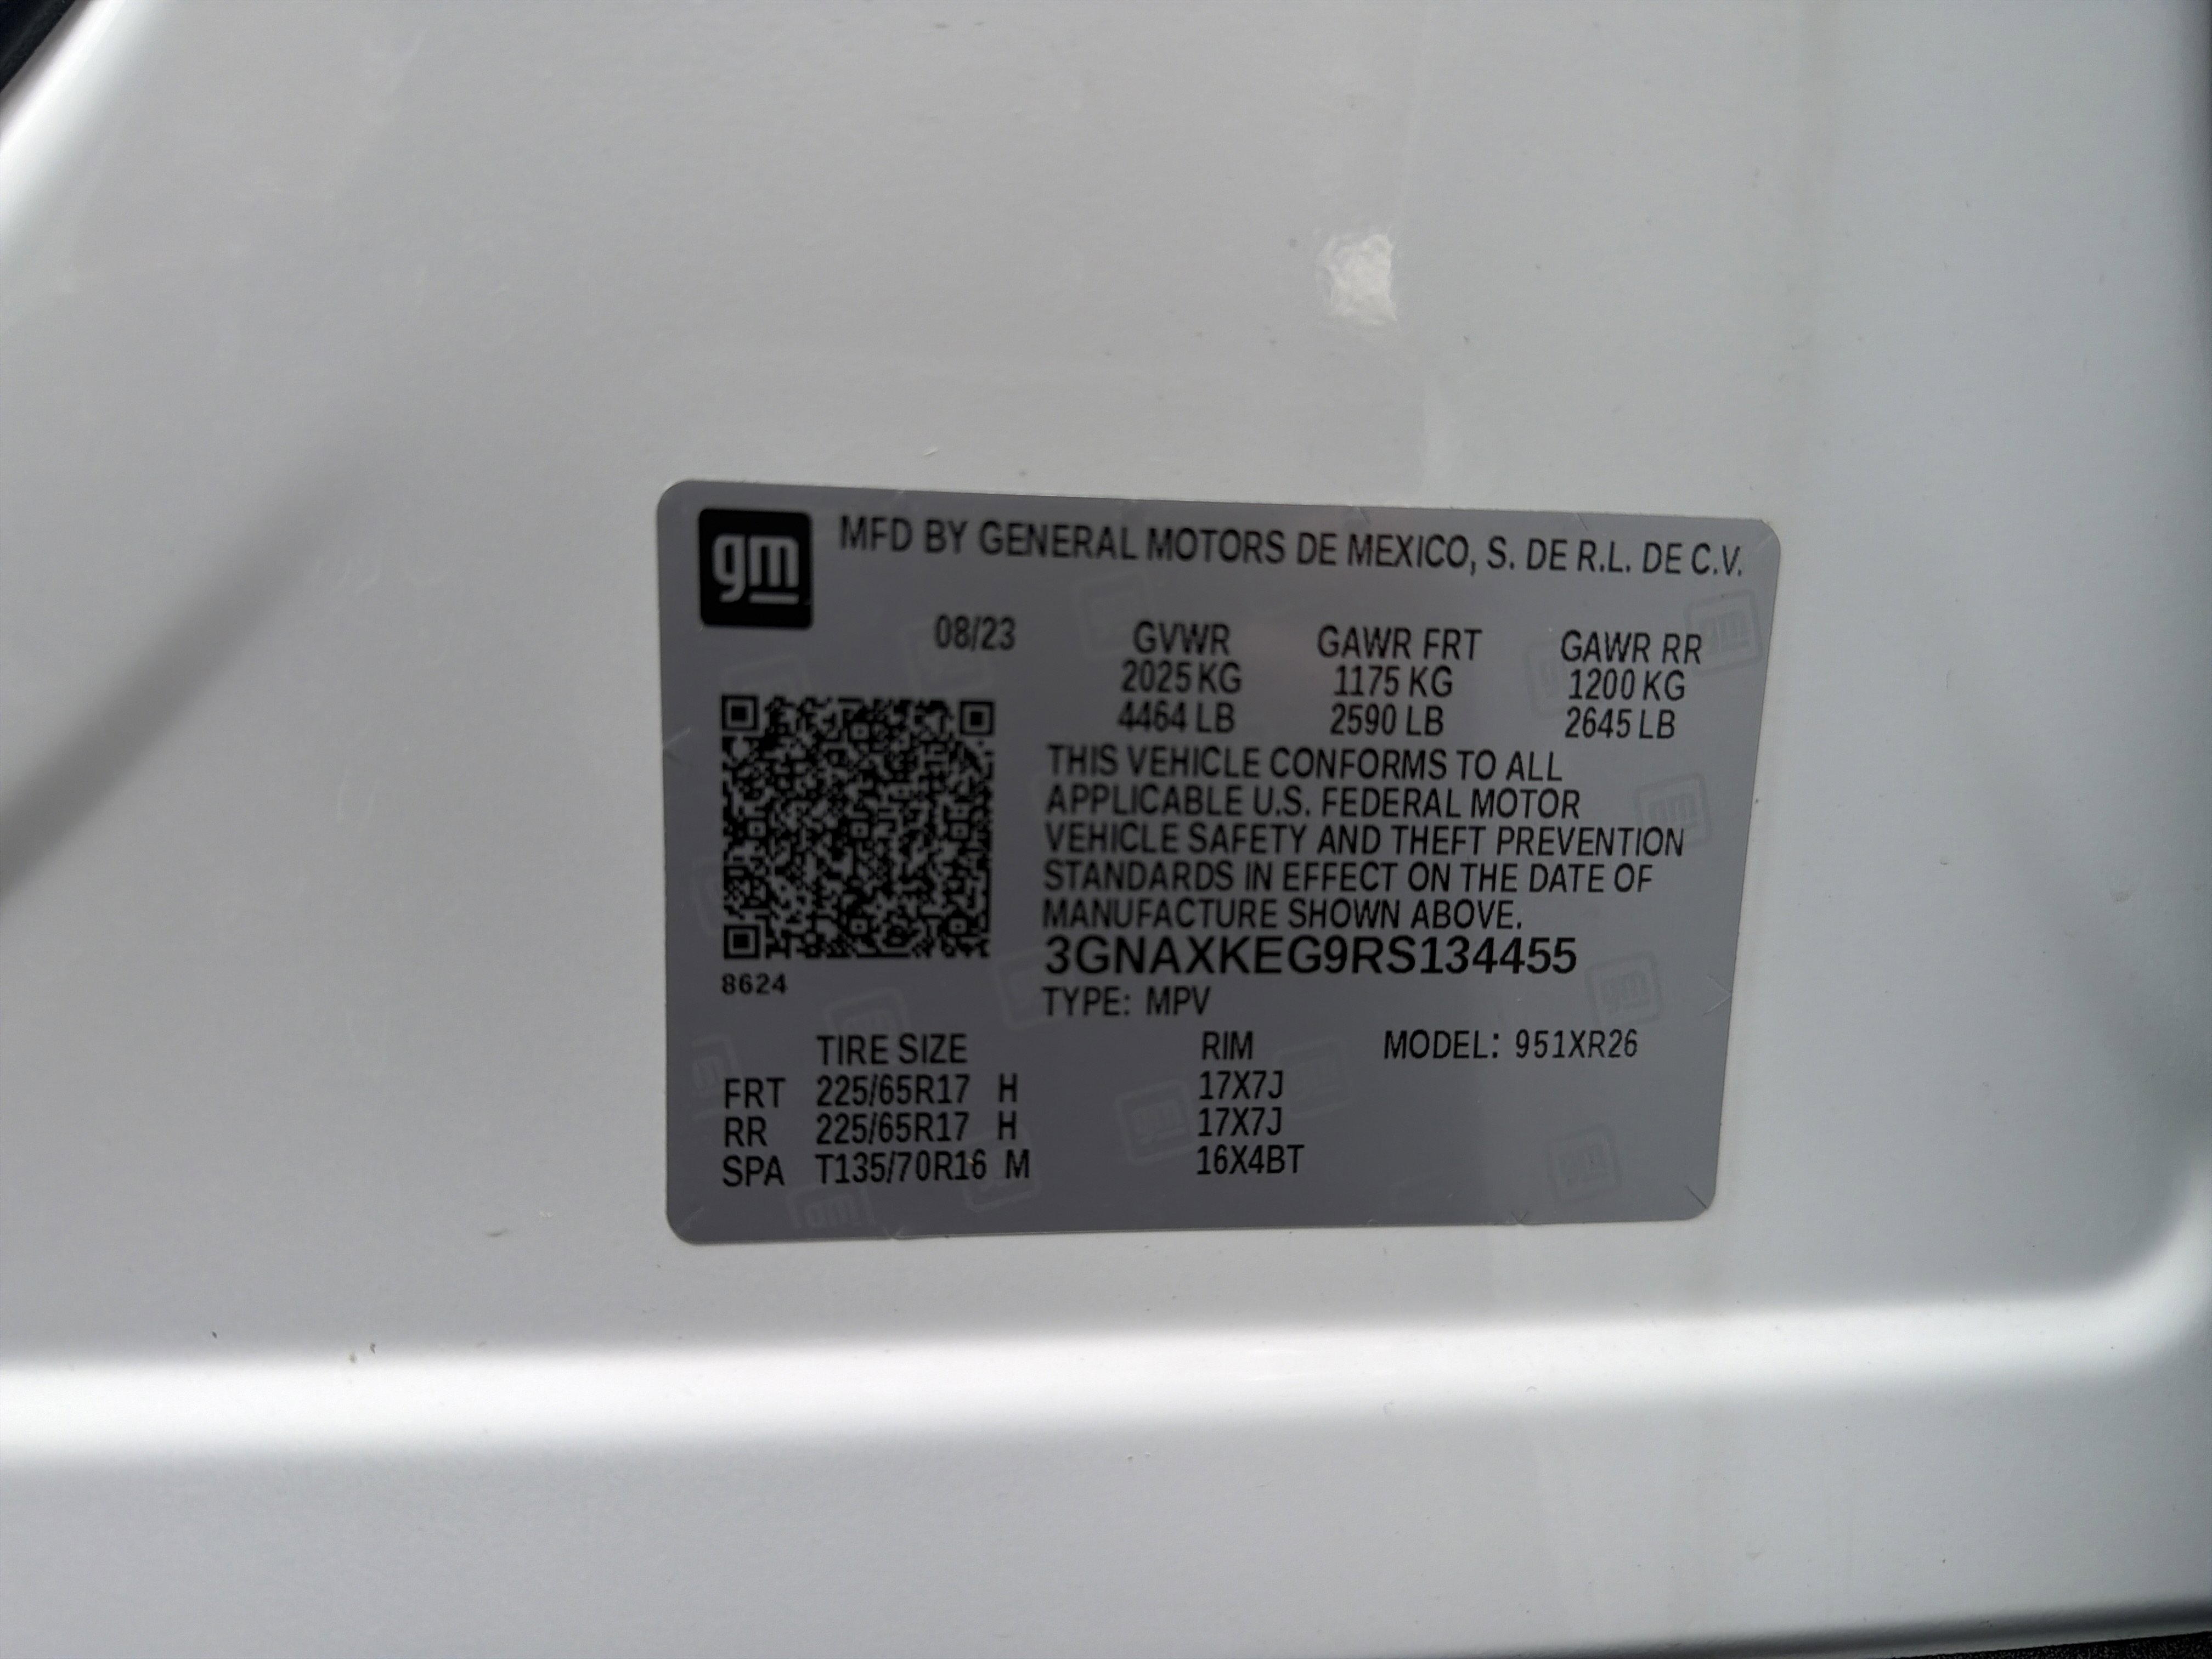 gm MFD BY GENERAL MOTORS DE MEXICO, S. DE R.L. DE C.V.
08/23 GVWR GAWR FRT GAWR RR
2025 KG 1175 KG 1200 KG
4464 LB 2590 LB 2645 LB
THIS VEHICLE CONFORMS TO ALL
APPLICABLE U.S. FEDERAL MOTOR
VEHICLE SAFETY AND THEFT PREVENTION
STANDARDS IN EFFECT ON THE DATE OF
MANUFACTURE SHOWN ABOVE.
3GNAXKEG9RS134455
8624
TYPE: MPV
TIRE SIZE RIM MODEL: 951XR26
FRT 225/65R17 H 17X7J
RR 225/65R17 H 17X7J
SPA T135/70R16 M 16X4BT